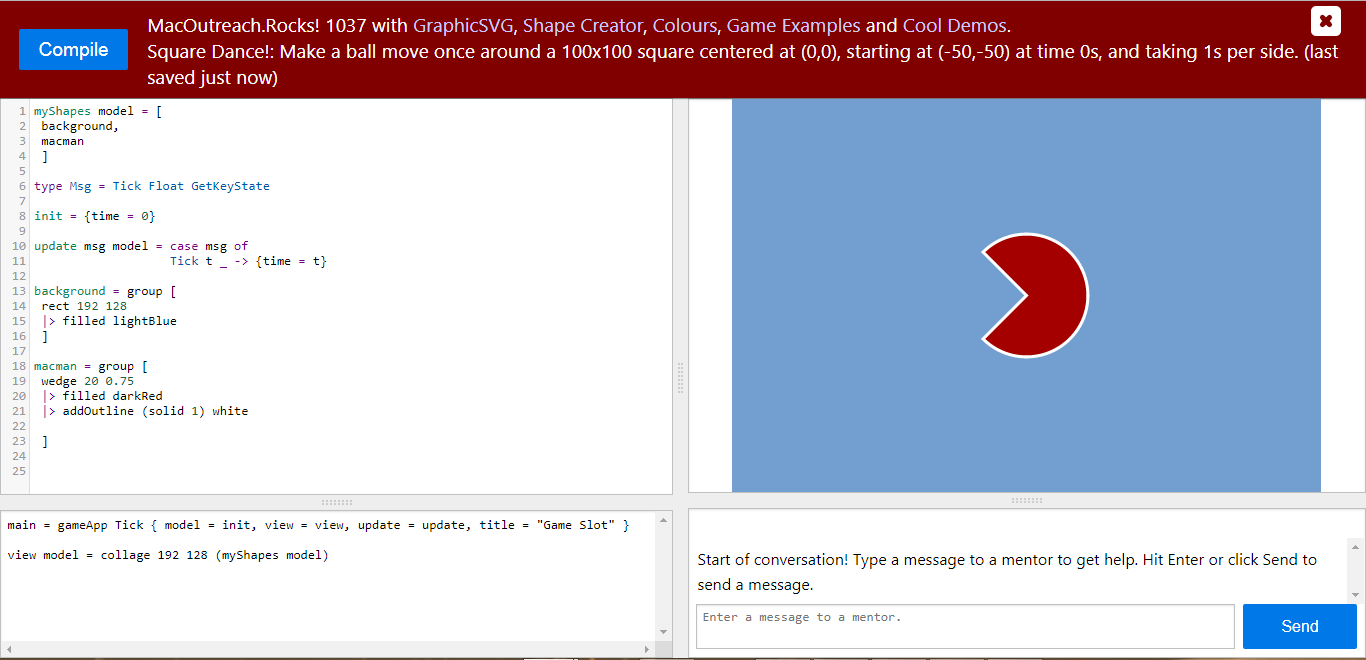 Compile
MacOutreach.Rocks! 1037 with GraphicSVG, Shape Creator, Colours, Game Examples and Cool Demos.
Square Dance!: Make a ball move once around a 100x100 square centered at (0,0), starting at (-50,-50) at time 0s, and taking 1s per side. (last
saved just now)
1 myShapes model = [
2 background,
3 macman
4 ]
5
6 type Msg = Tick Float GetKeyState
7
8 init = {time = 0}
9
10 update msg model = case msg of
11 Tick t _ -> {time = t}
12
13 background = group [
14 rect 192 128
15 |> filled lightBlue
16 ]
17
18 macman = group [
19 wedge 20 0.75
20 |> filled darkRed
21 |> addOutline (solid 1) white
22
23 ]
24
25
main = gameApp Tick { model = init, view = view, update = update, title = "Game Slot" }
view model = collage 192 128 (myShapes model)
Start of conversation! Type a message to a mentor to get help. Hit Enter or click Send to
send a message.
Enter a message to a mentor.
Send